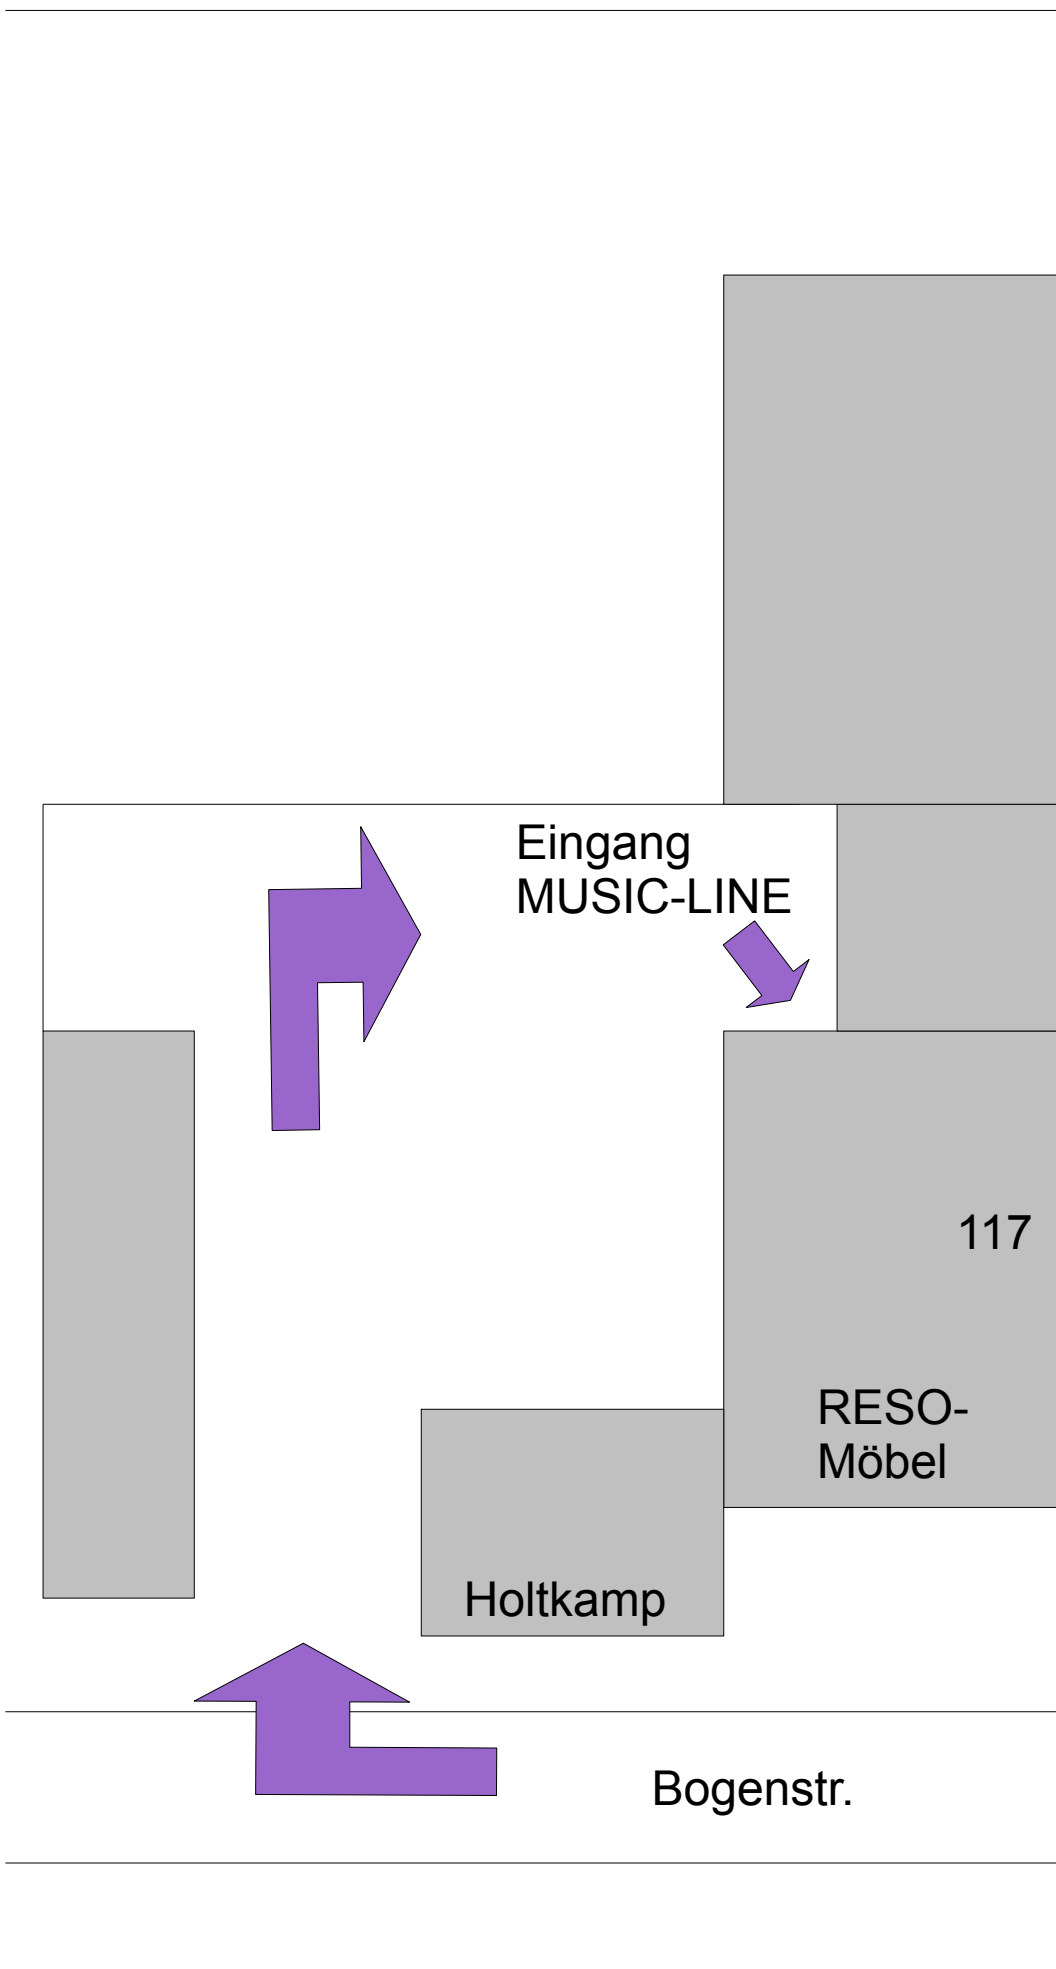 Eingang
MUSIC-LINE
117
RESO-
Möbel
Holtkamp
Bogenstr.